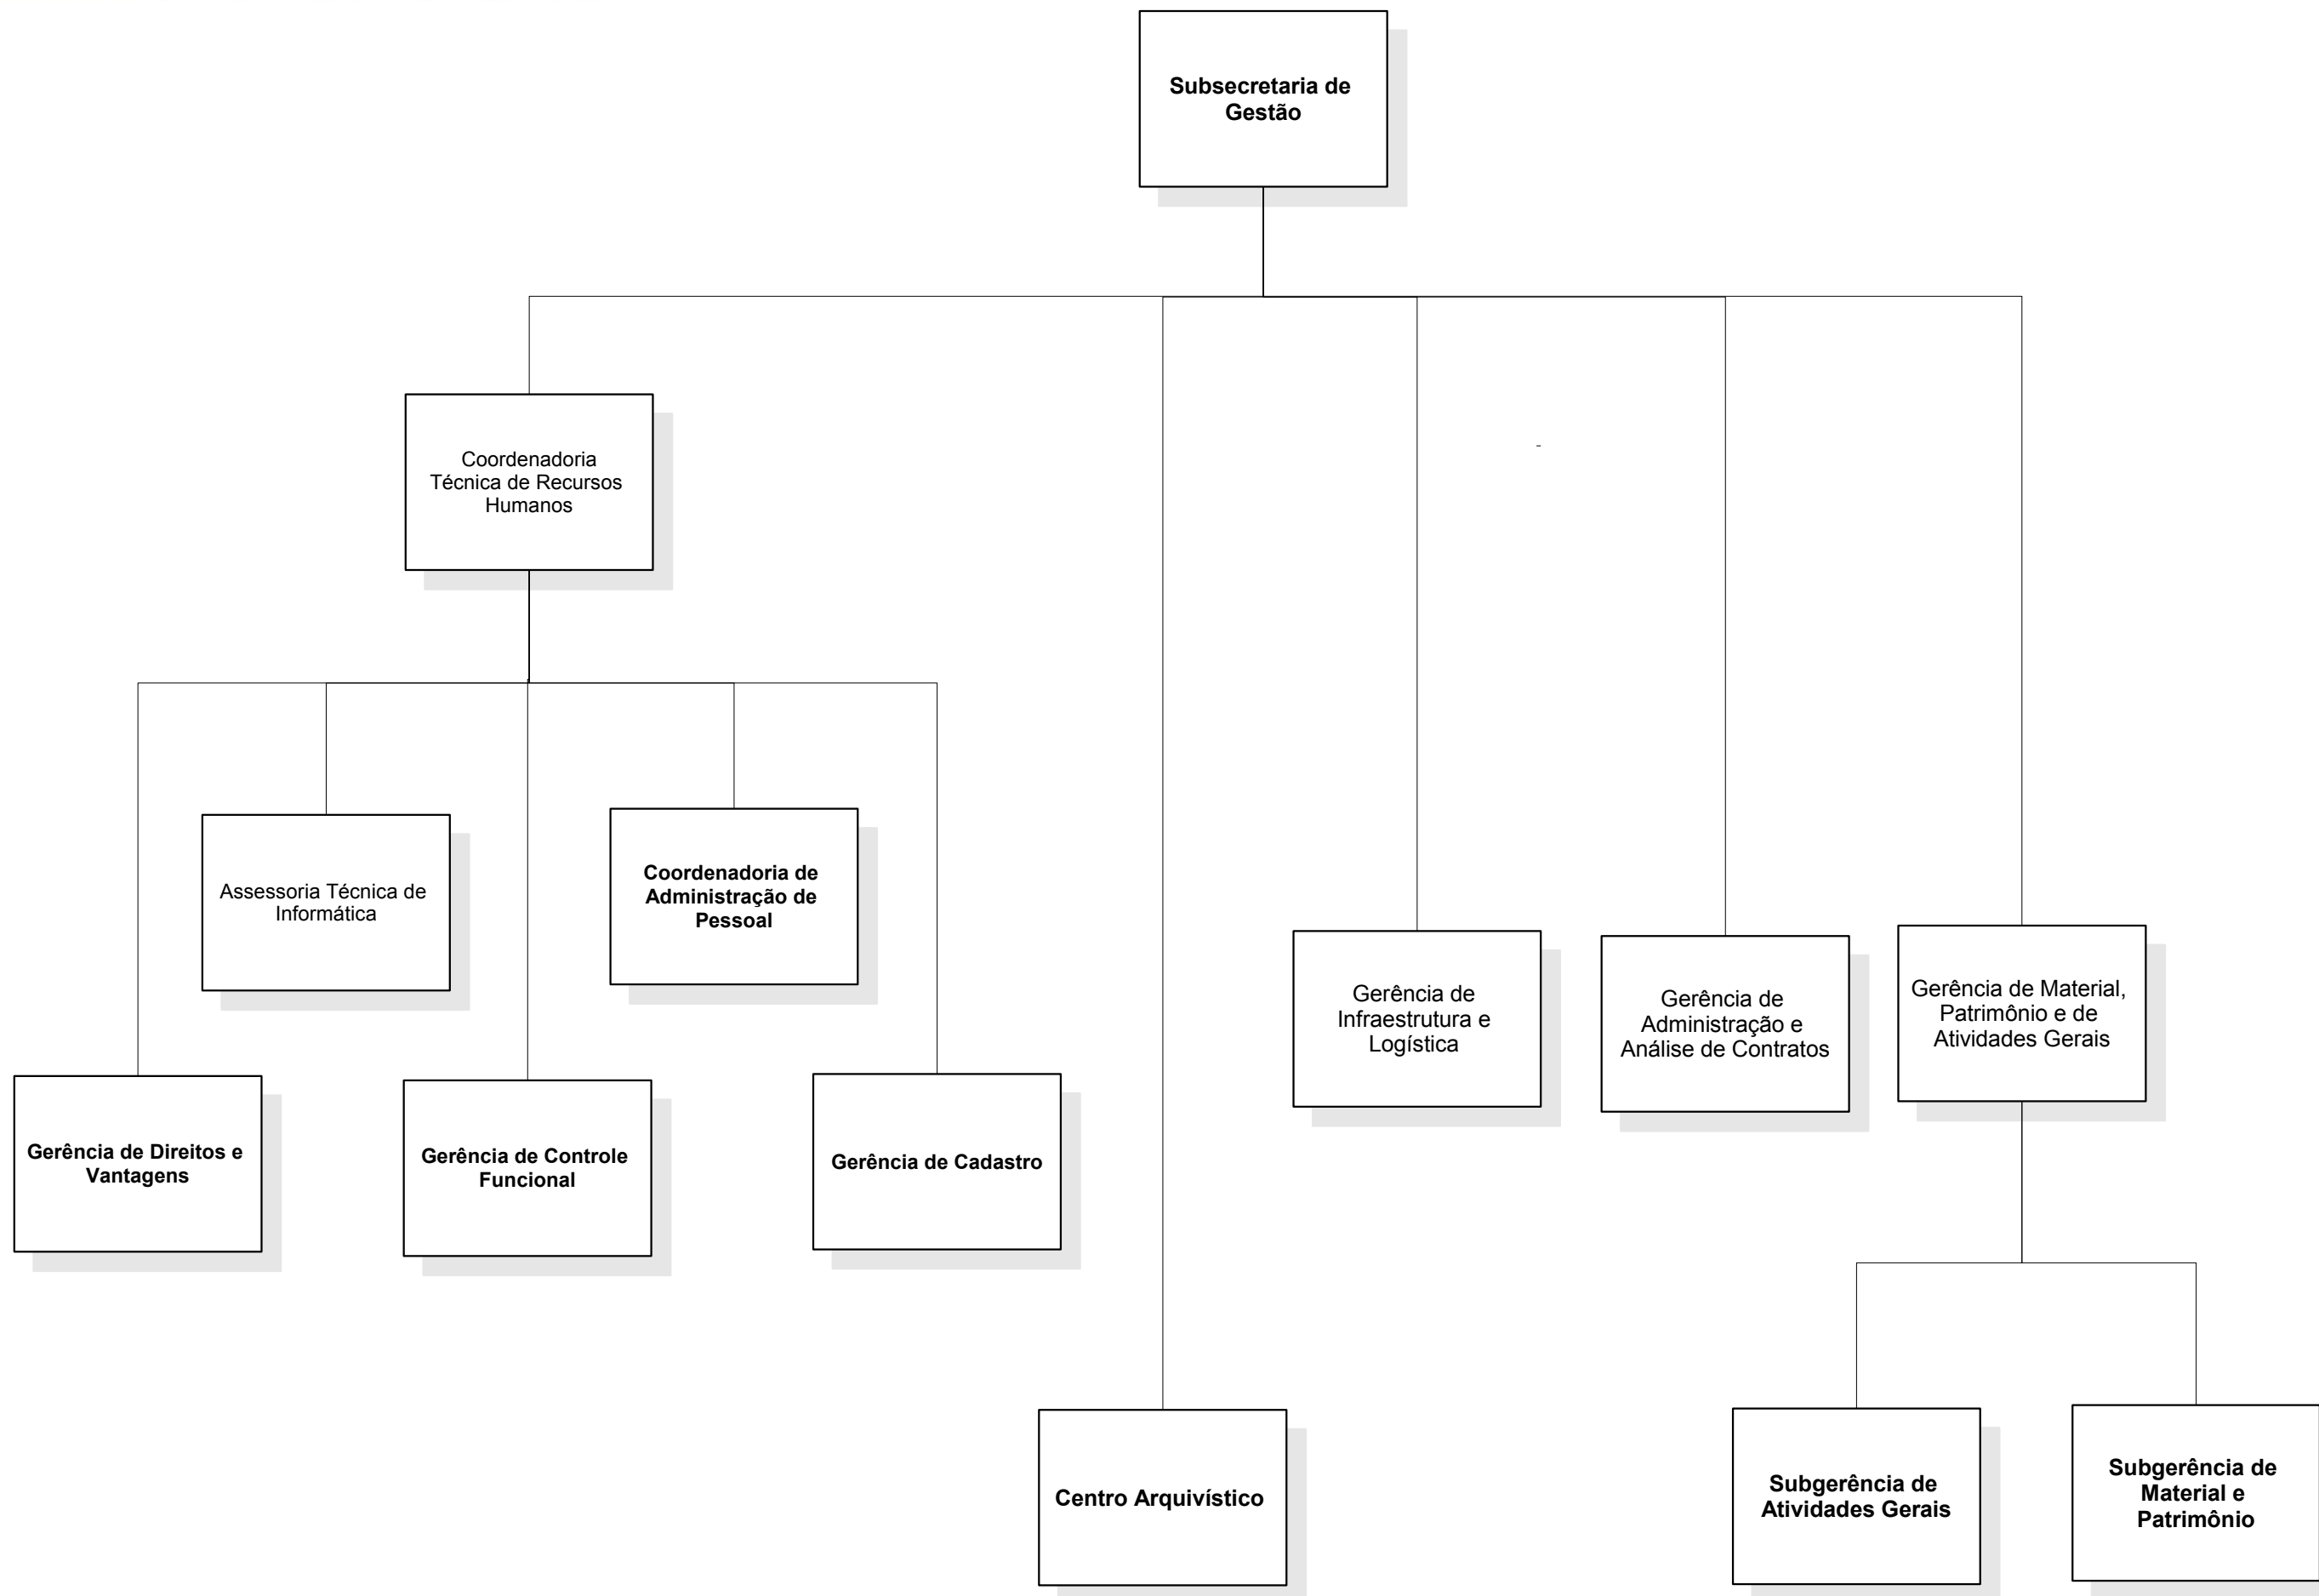 Subsecretaria de
Gestão
Coordenadoria
Técnica de Recursos
Humanos
-
Assessoria Técnica de
Informática
Coordenadoria de
Administração de
Pessoal
Gerência de
Infraestrutura e
Logística
Gerência de
Administração e
Análise de Contratos
Gerência de Material,
Patrimônio e de
Atividades Gerais
Gerência de Direitos e
Vantagens
Gerência de Controle
Funcional
Gerência de Cadastro
Centro Arquivístico
Subgerência de
Atividades Gerais
Subgerência de
Material e
Patrimônio